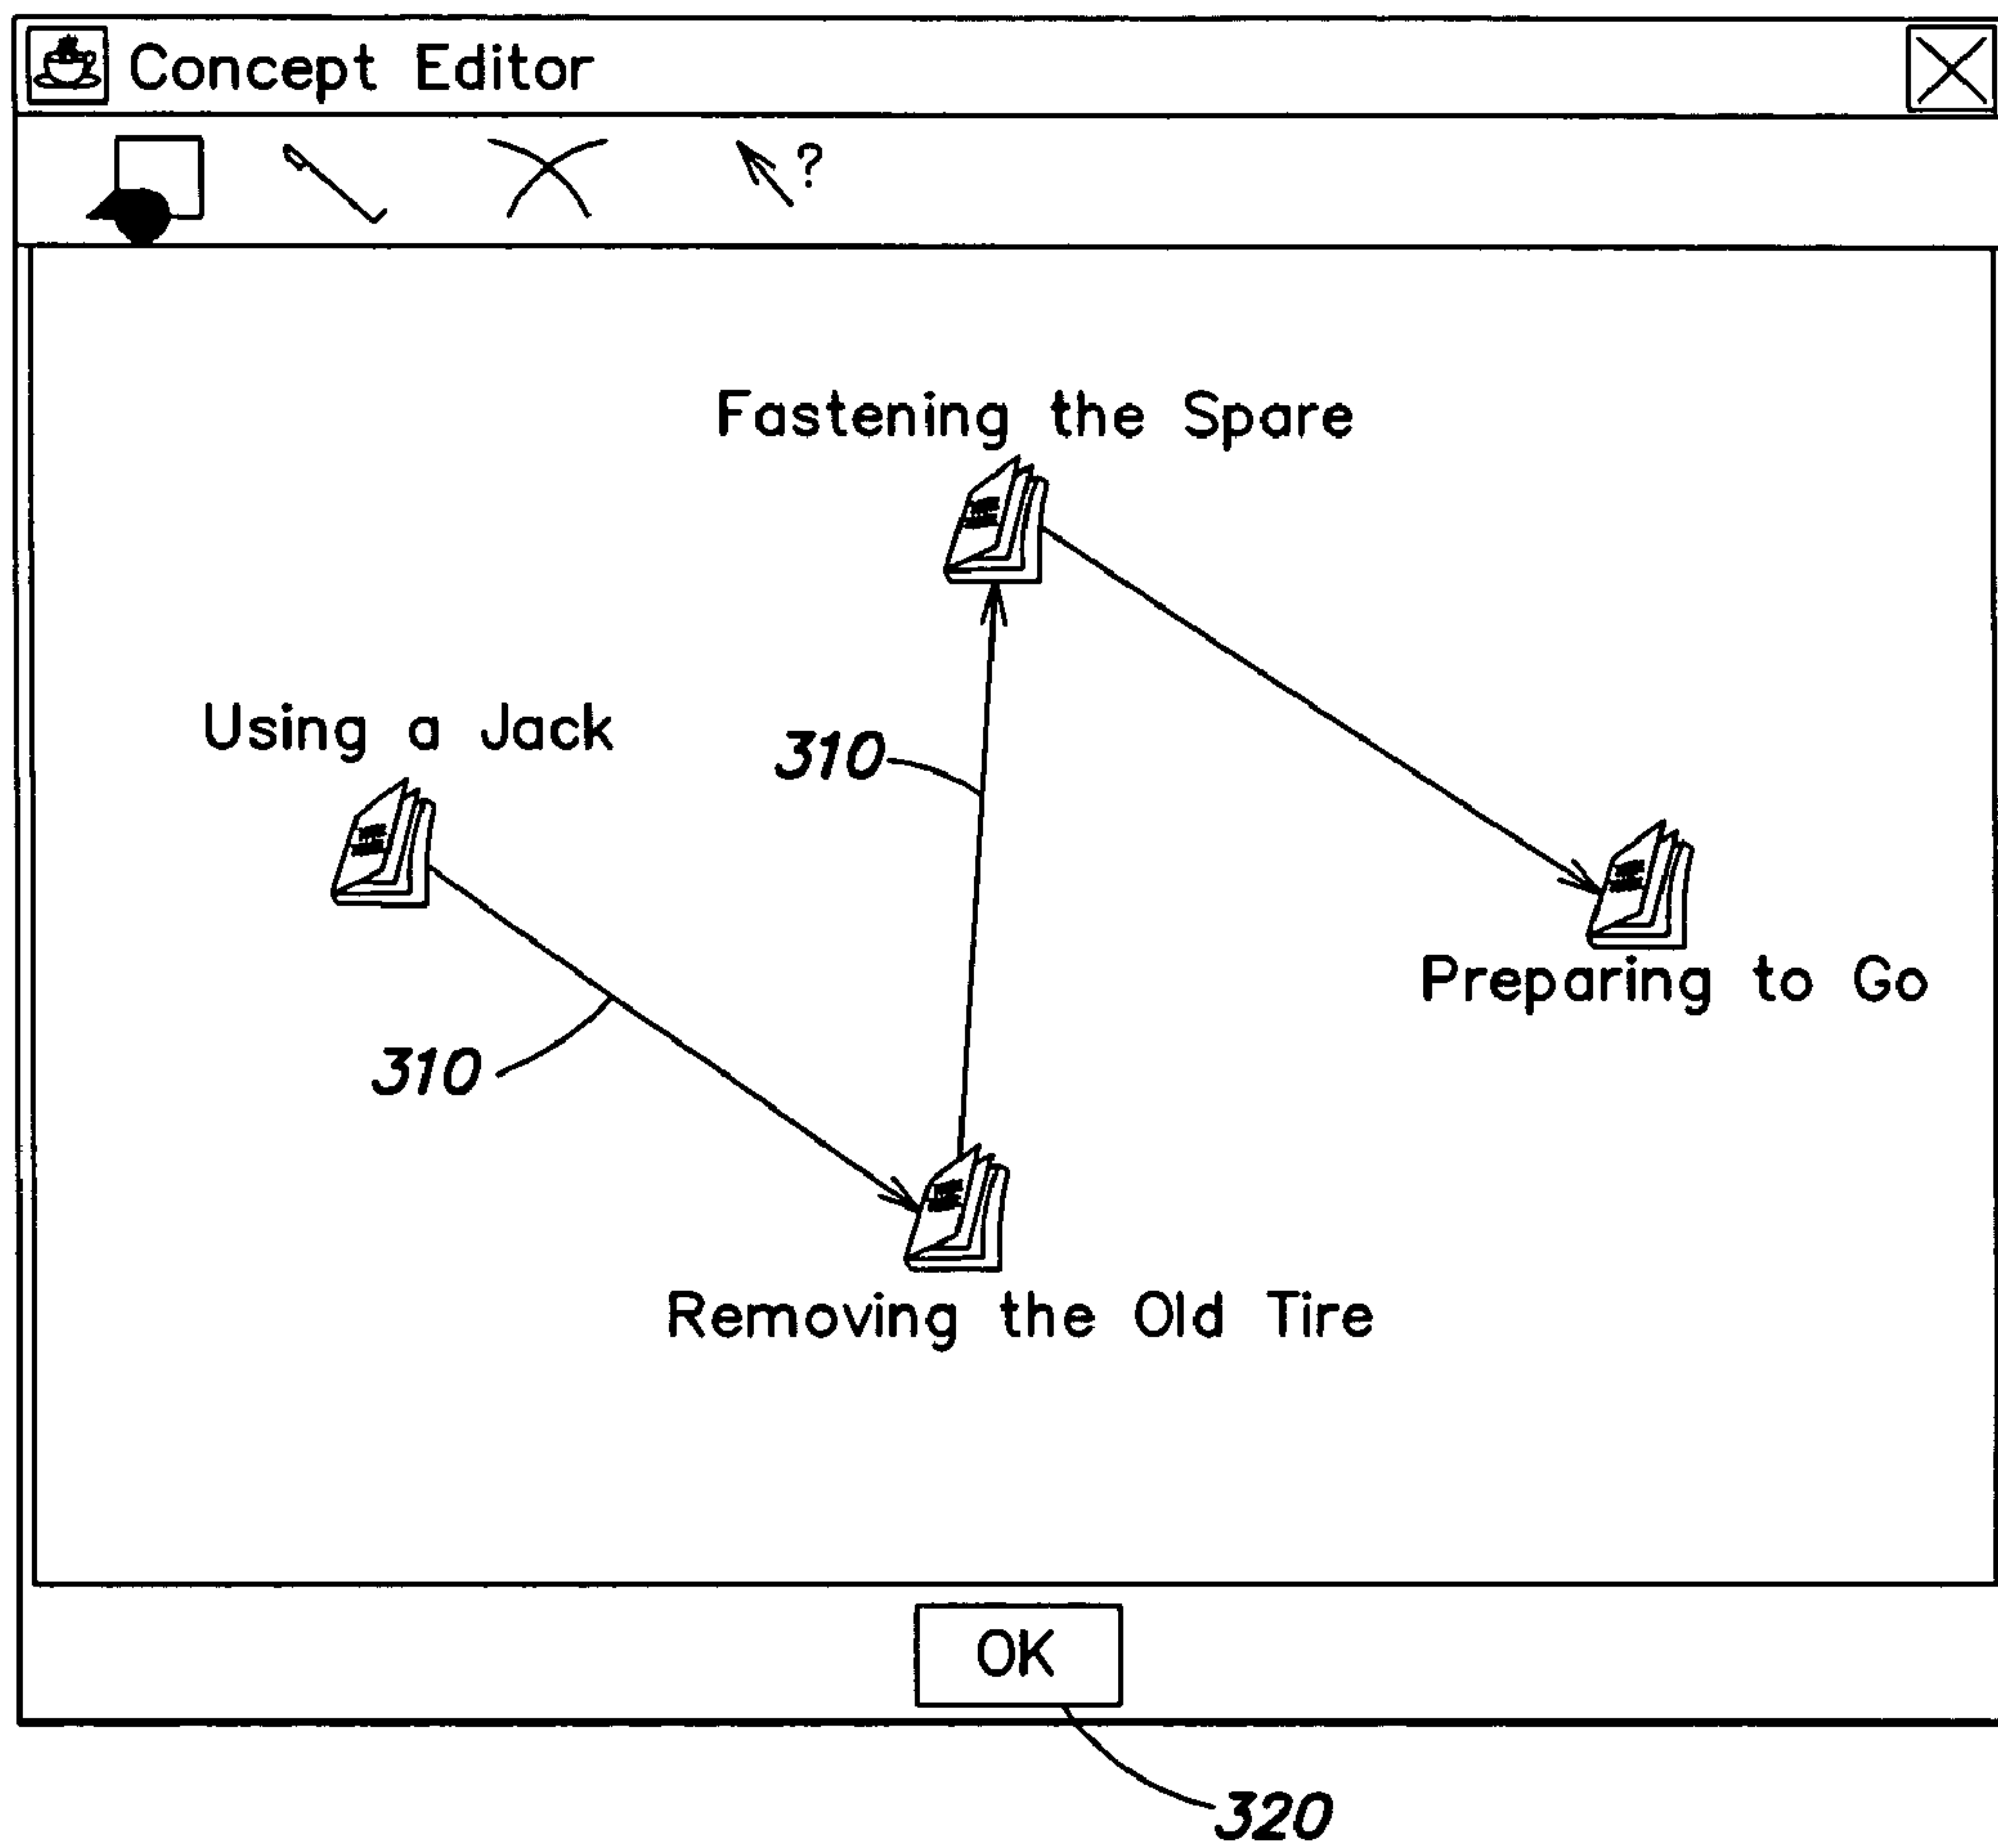 Concept Editor
?
Fastening the Spare
Using a Jack
310
Preparing to Go
310
Removing the Old Tire
OK
320